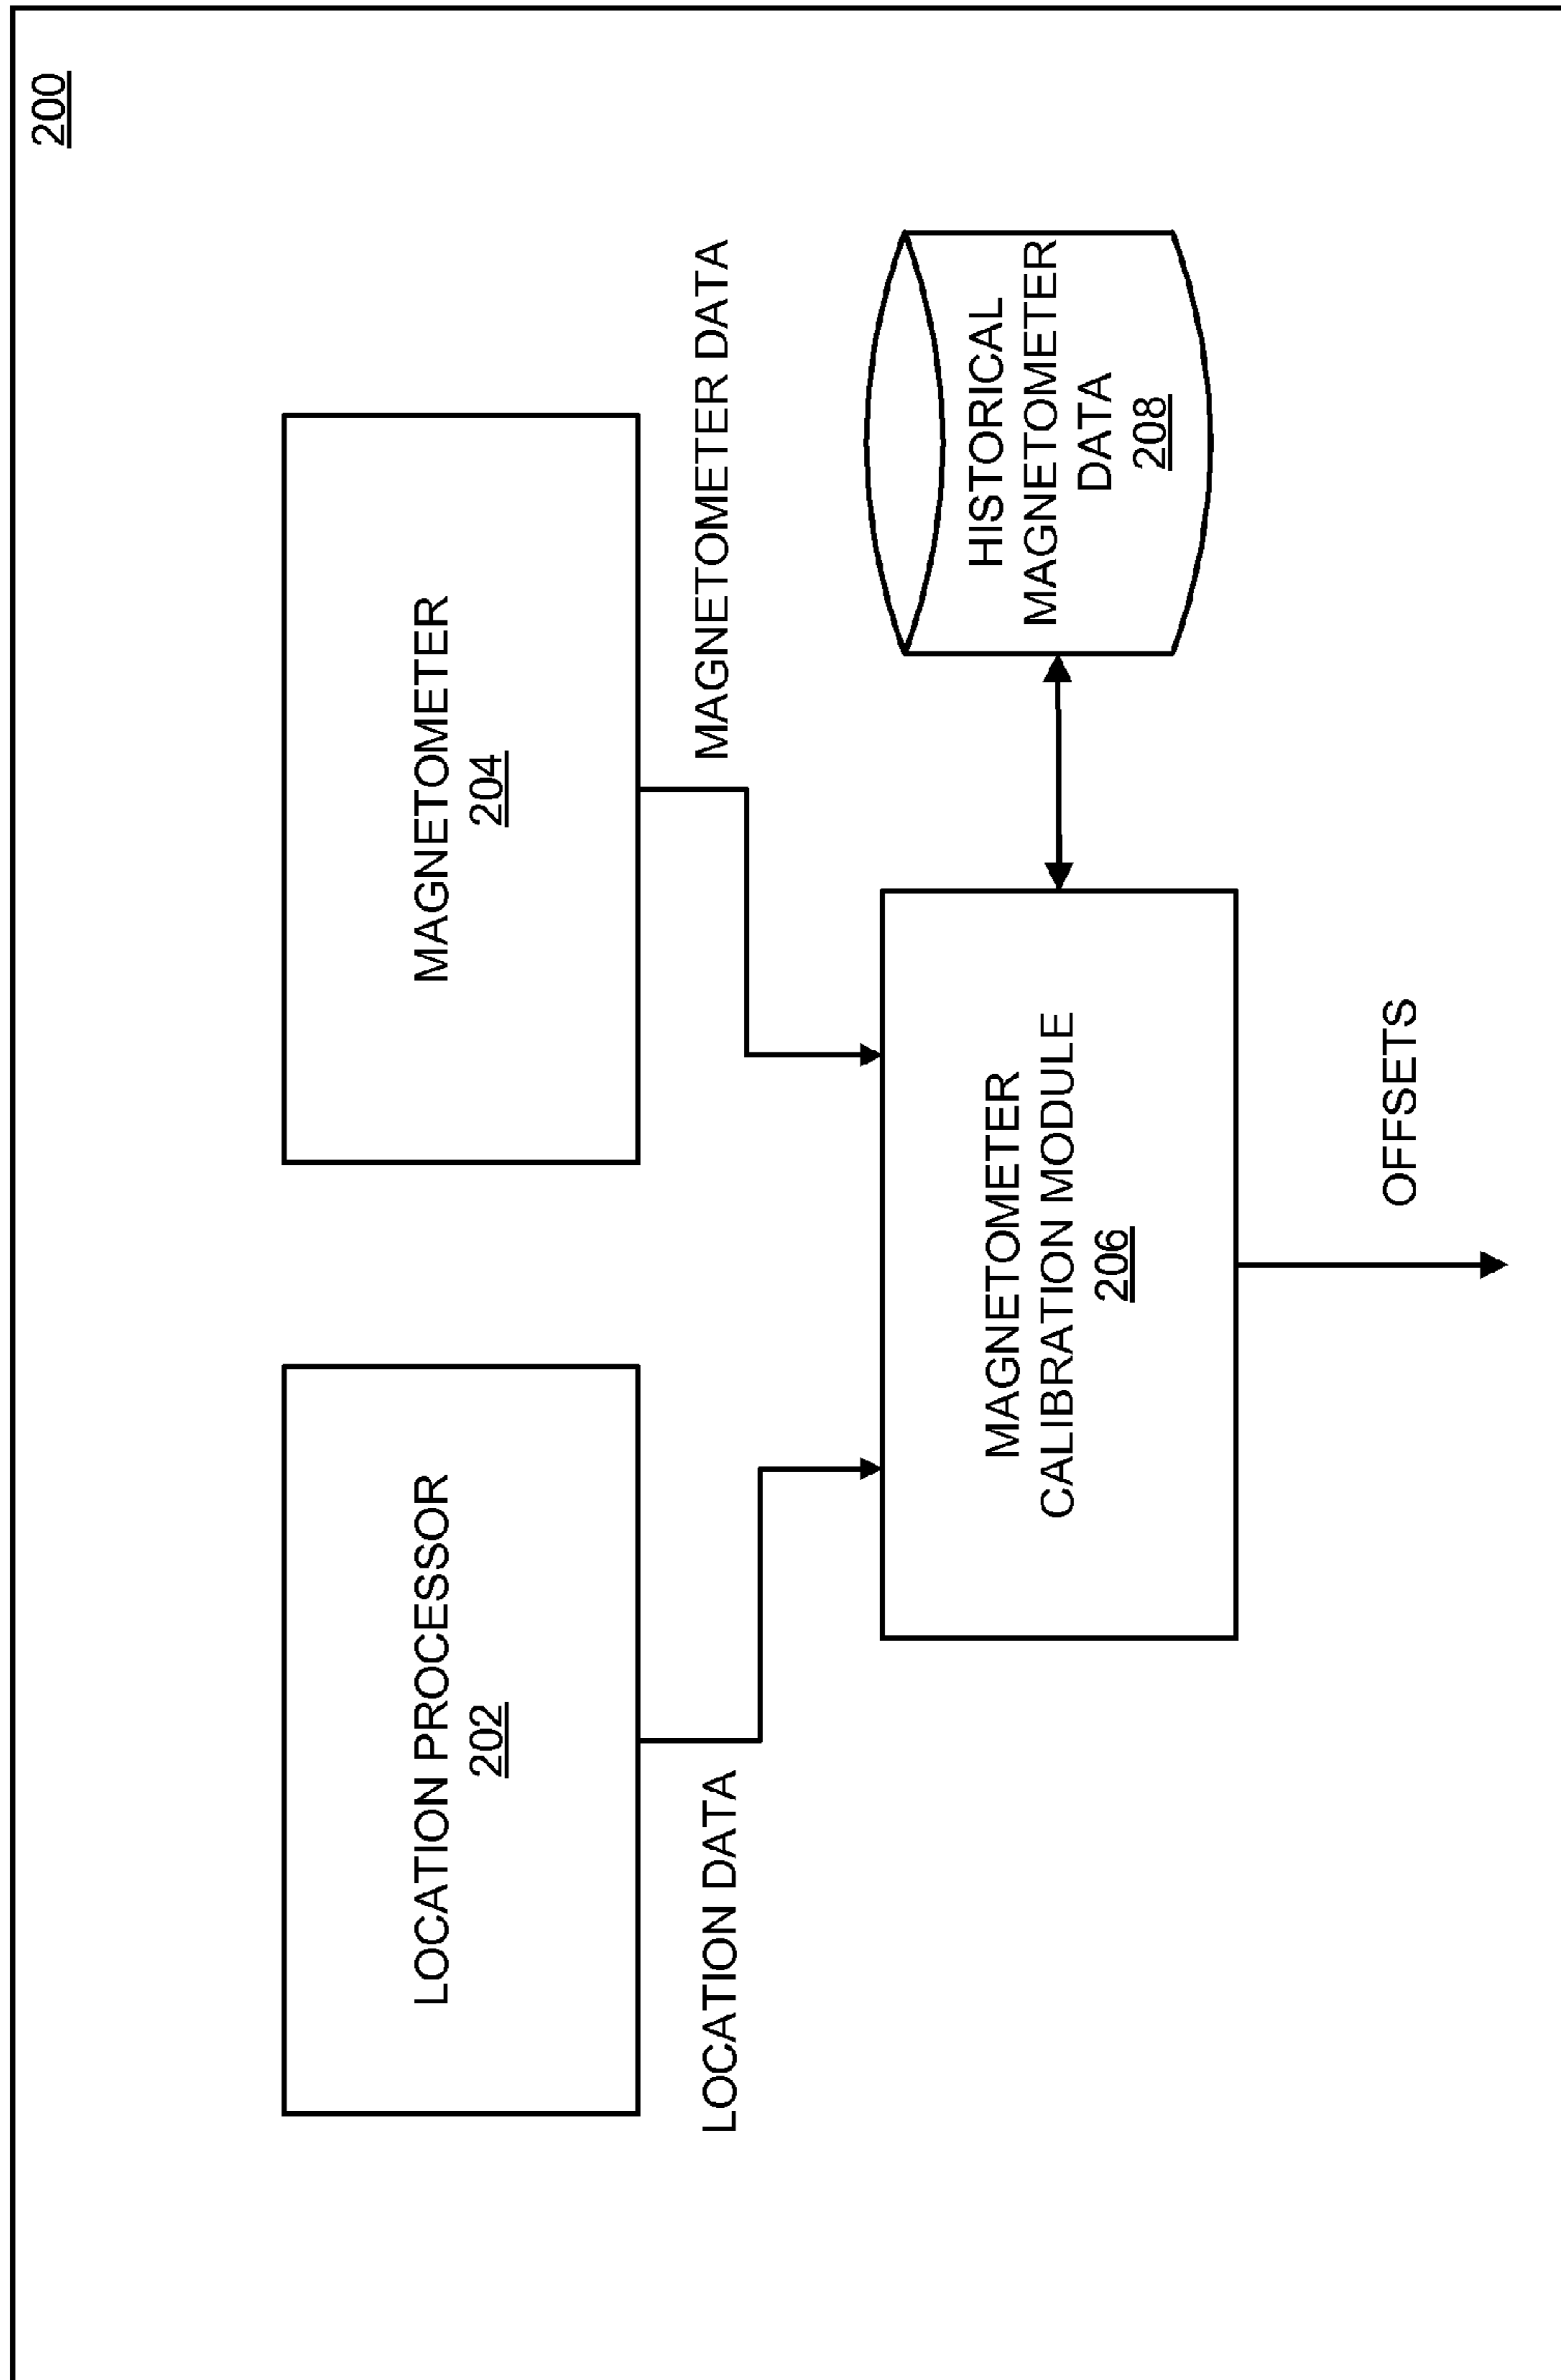 200
LOCATION PROCESSOR
202
MAGNETOMETER
204
LOCATION DATA
MAGNETOMETER DATA
MAGNETOMETER
CALIBRATION MODULE
206
HISTORICAL
MAGNETOMETER
DATA
208
OFFSETS